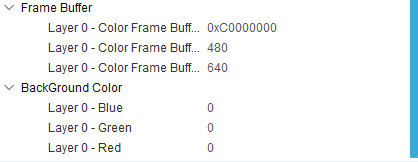 Frame Buffer
Layer 0 - Color Frame Buff... 0xC0000000
Layer 0 - Color Frame Buff... 480
Layer 0 - Color Frame Buff... 640
BackGround Color
Layer 0 - Blue 0
Layer 0 - Green 0
Layer 0 - Red 0